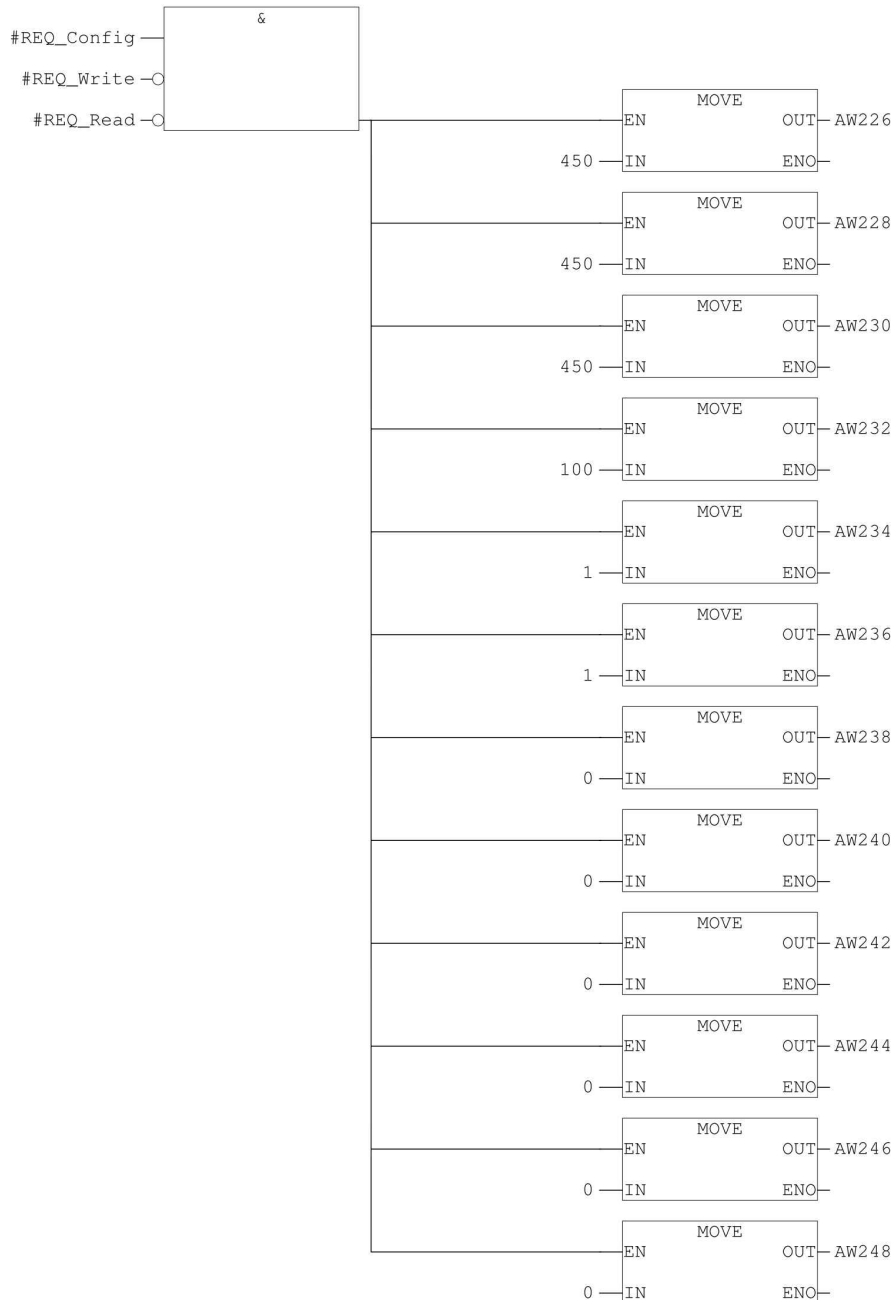 &
#REQ_Config
#REQ_Write
#REQ_Read
MOVE
EN OUT AW226
450 IN ENO
MOVE
EN OUT AW228
450 IN ENO
MOVE
EN OUT AW230
450 IN ENO
MOVE
EN OUT AW232
100 IN ENO
MOVE
EN OUT AW234
1 IN ENO
MOVE
EN OUT AW236
1 IN ENO
MOVE
EN OUT AW238
0 IN ENO
MOVE
EN OUT AW240
0 IN ENO
MOVE
EN OUT AW242
0 IN ENO
MOVE
EN OUT AW244
0 IN ENO
MOVE
EN OUT AW246
0 IN ENO
MOVE
EN OUT AW248
0 IN ENO